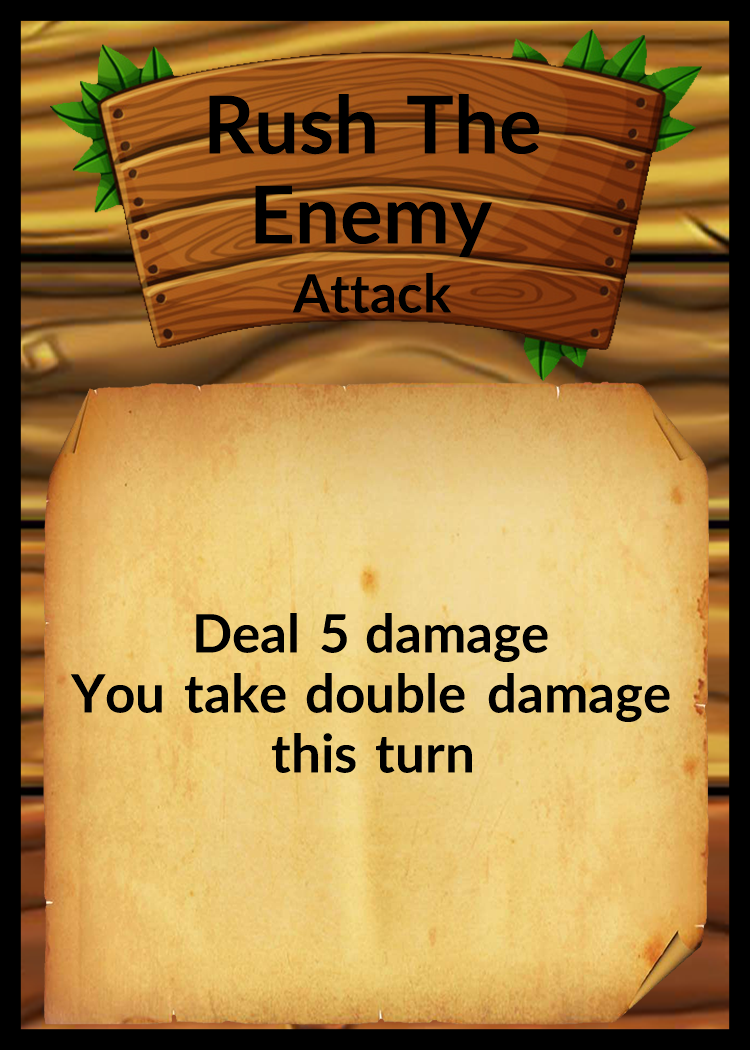 Rush The
Enemy
Attack
Deal 5 damage
You take double damage
this turn